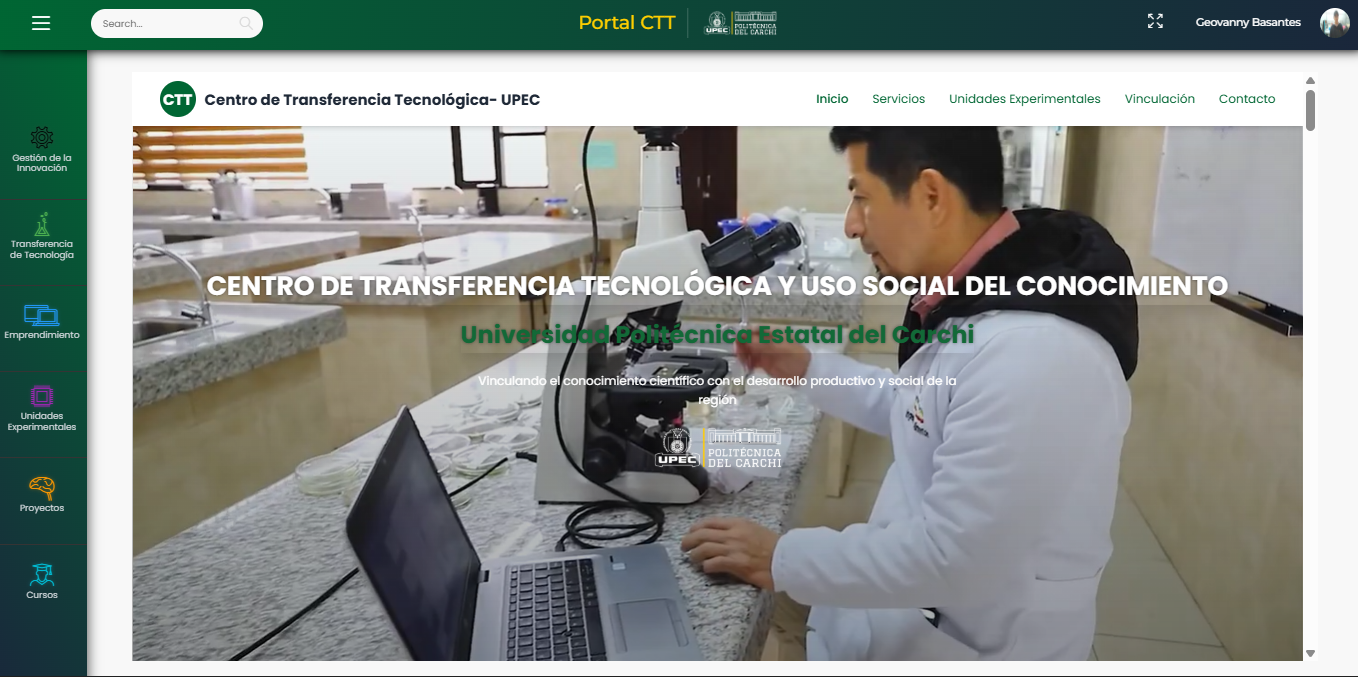 Search...
Portal CTT
UPEC
POLITÉCNICA
DEL CARCHI
Geovanny Basantes
Gestión de la
Innovación
Transferencia
de Tecnología
Emprendimiento
Unidades
Experimentales
Proyectos
Cursos
CTT Centro de Transferencia Tecnológica- UPEC
Inicio Servicios Unidades Experimentales Vinculación Contacto
CENTRO DE TRANSFERENCIA TECNOLÓGICA Y USO SOCIAL DEL CONOCIMIENTO
Universidad Politécnica Estatal del Carchi
Vinculando el conocimiento científico con el desarrollo productivo y social de la
región
UPEC
POLITÉCNICA
DEL CARCHI